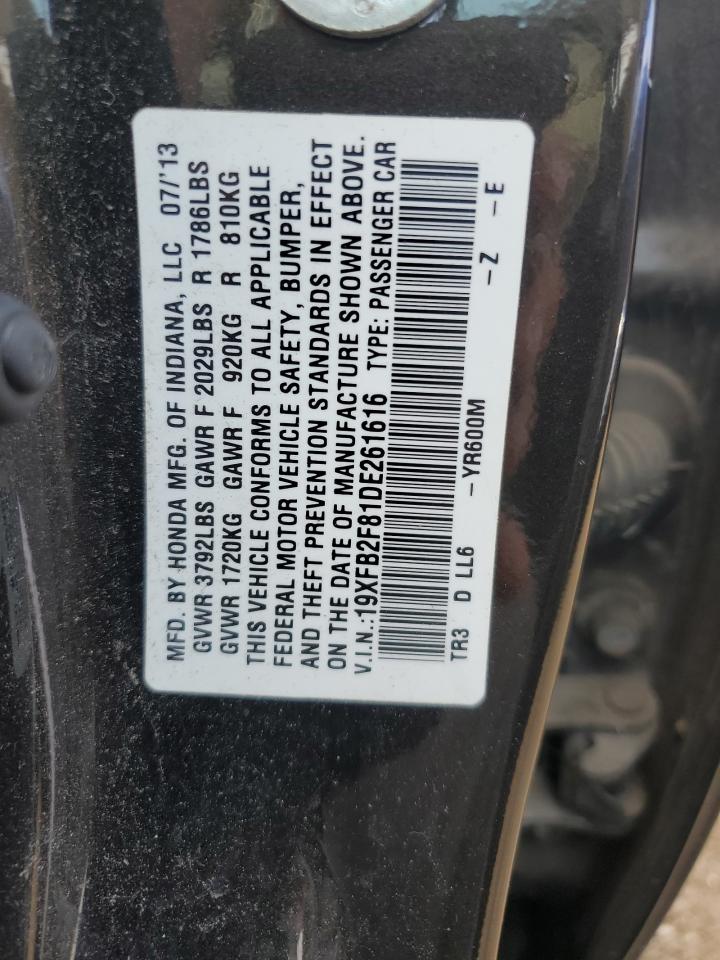 MFD. BY HONDA MFG. OF INDIANA, LLC 07/'13
GVWR 3792LBS GAWR F 2029LBS R 1786LBS
GVWR 1720KG GAWR F 920KG R 810KG
THIS VEHICLE CONFORMS TO ALL APPLICABLE
FEDERAL MOTOR VEHICLE SAFETY, BUMPER,
AND THEFT PREVENTION STANDARDS IN EFFECT
ON THE DATE OF MANUFACTURE SHOWN ABOVE.
V.I.N.:19XFB2F81DE261616 TYPE: PASSENGER CAR
TR3 D LL6 -YR600M -Z -E